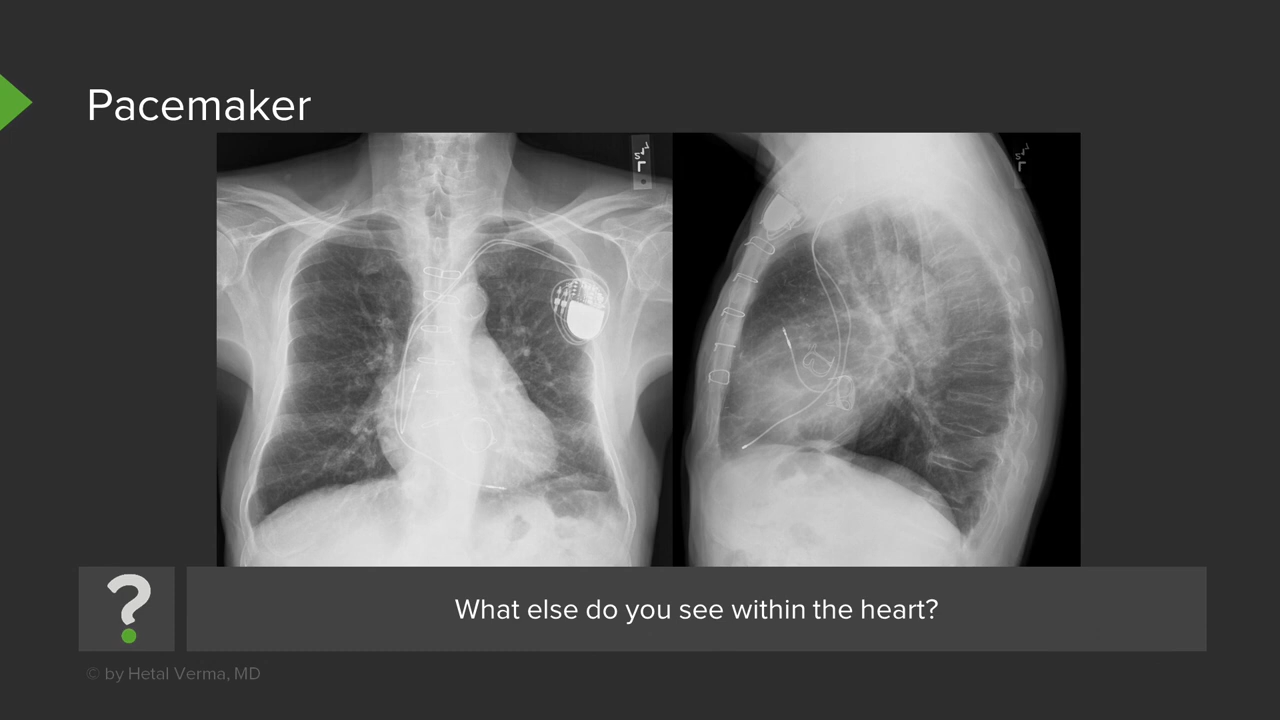 Pacemaker
What else do you see within the heart?
© by Hetal Verma, MD